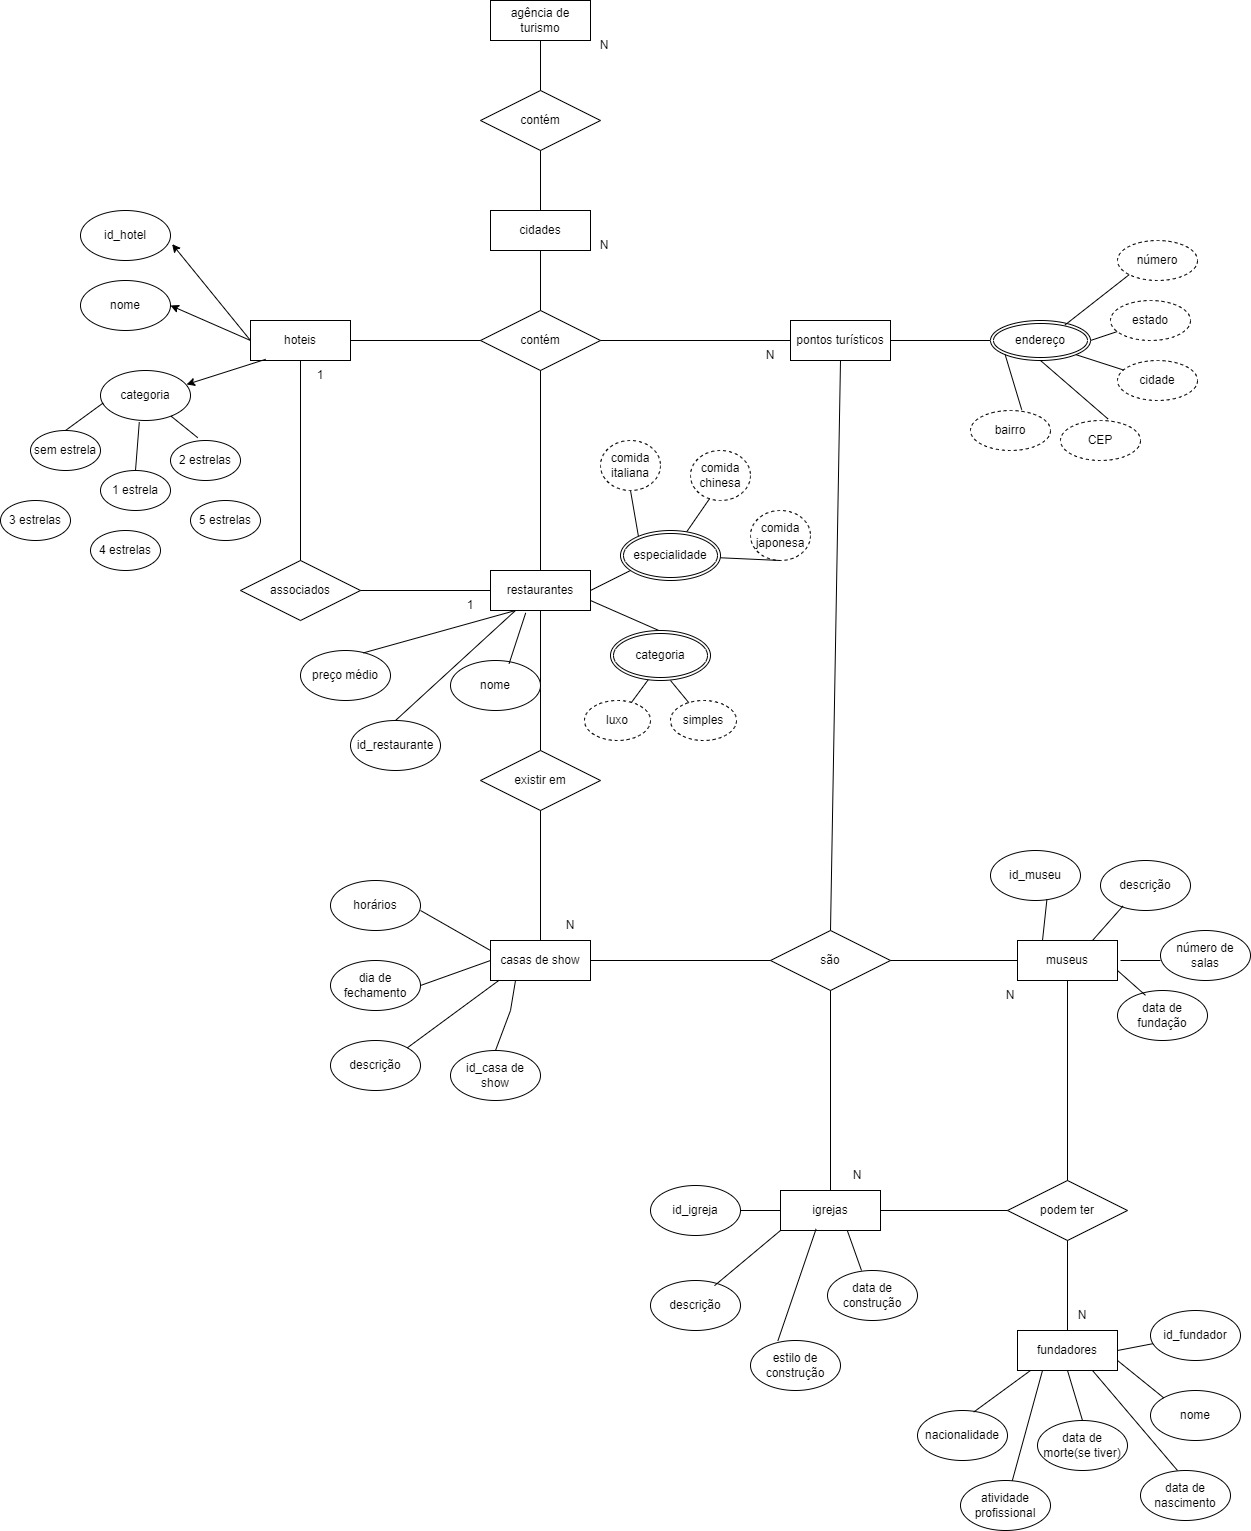 agência de
turismo
N
contém
cidades
N
id_hotel
nome
hoteis
1
contém
N
pontos turísticos
endereço
número
estado
cidade
bairro
CEP
categoria
sem estrela
2 estrelas
1 estrela
3 estrelas
5 estrelas
4 estrelas
comida
italiana
comida
chinesa
comida
japonesa
especialidade
associados
1
restaurantes
categoria
luxo
simples
preço médio
nome
id_restaurante
existir em
horários
N
casas de show
dia de
fechamento
descrição
id_casa de
show
são
id_museu
descrição
museus
N
número de
salas
data de
fundação
N
id_igreja
igrejas
podem ter
descrição
data de
construção
estilo de
construção
N
fundadores
id_fundador
nome
nacionalidade
data de
morte(se tiver)
atividade
profissional
data de
nascimento